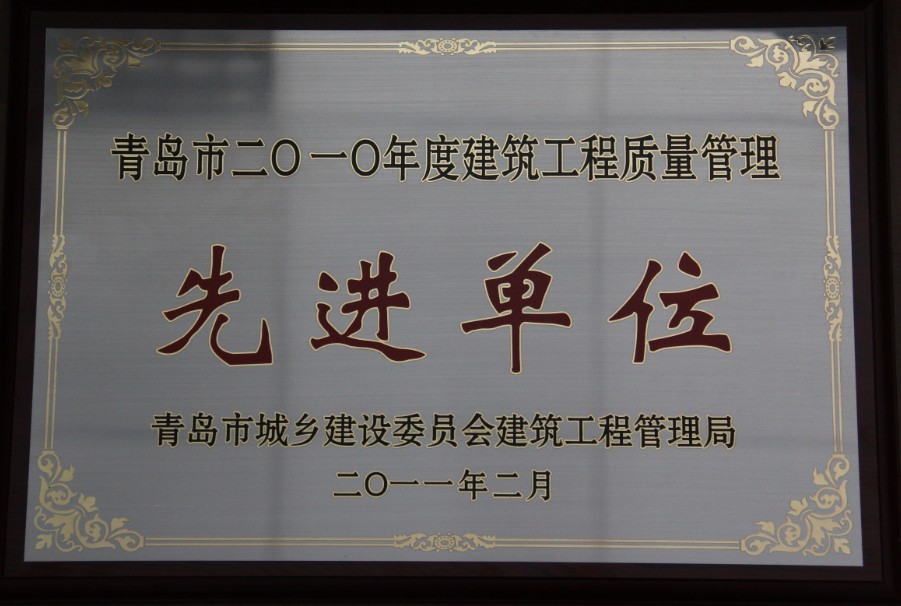 青岛市二〇一〇年度建筑工程质量管理
先进单位
青岛市城乡建设委员会建筑工程管理局
二〇一一年二月